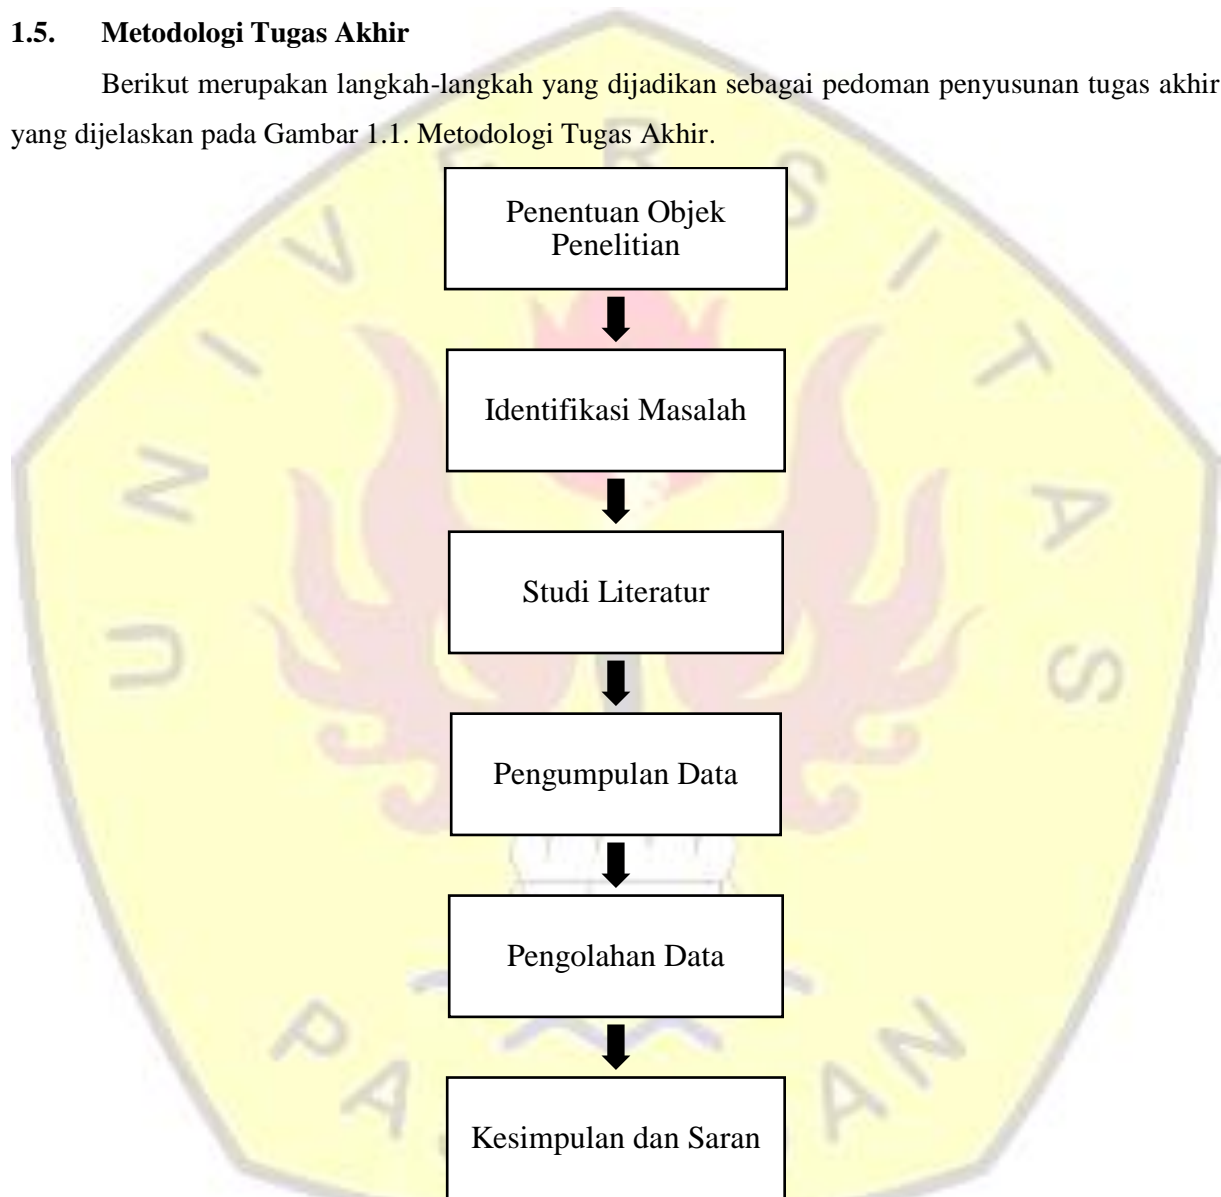 1.5. Metodologi Tugas Akhir
Berikut merupakan langkah-langkah yang dijadikan sebagai pedoman penyusunan tugas akhir
yang dijelaskan pada Gambar 1.1. Metodologi Tugas Akhir.
UNIVERSITAS
Penentuan Objek
Penelitian
Identifikasi Masalah
Studi Literatur
Pengumpulan Data
Pengolahan Data
Kesimpulan dan Saran